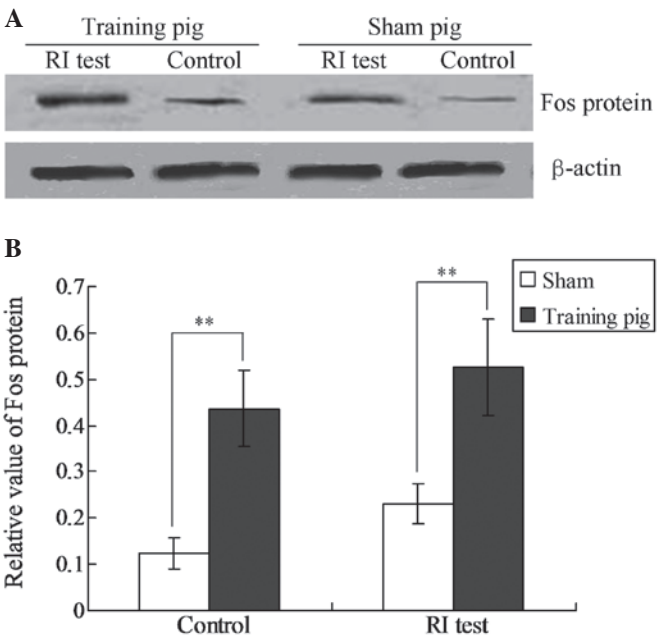 A
Training pig Sham pig
RI test Control RI test Control
Fos protein
β-actin
B
Relative value of Fos protein
0.7
0.6
0.5
0.4
0.3
0.2
0.1
0
**
**
Sham
Training pig
Control RI test